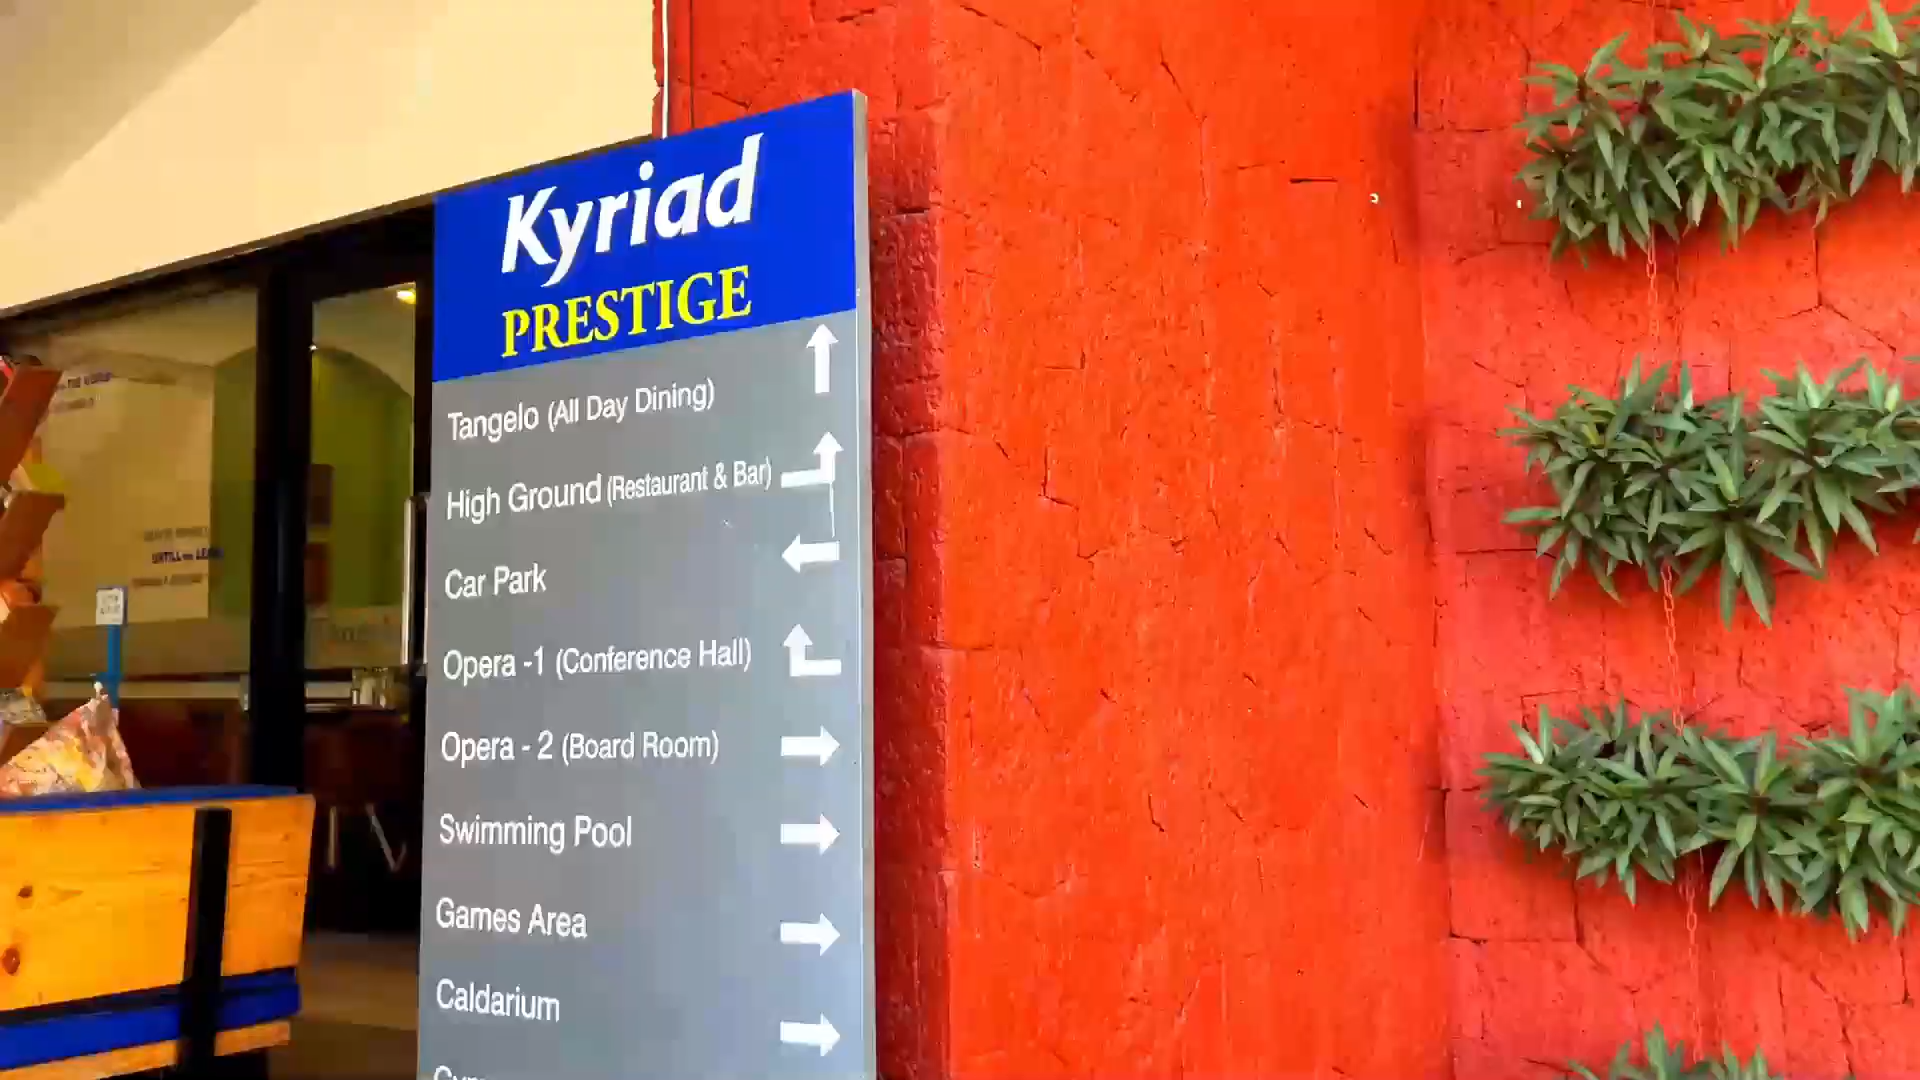 Kyriad
PRESTIGE
Tangelo (All Day Dining)
High Ground (Restaurant & Bar)
Car Park
Opera -1 (Conference Hall)
Opera - 2 (Board Room)
Swimming Pool
Games Area
Caldarium